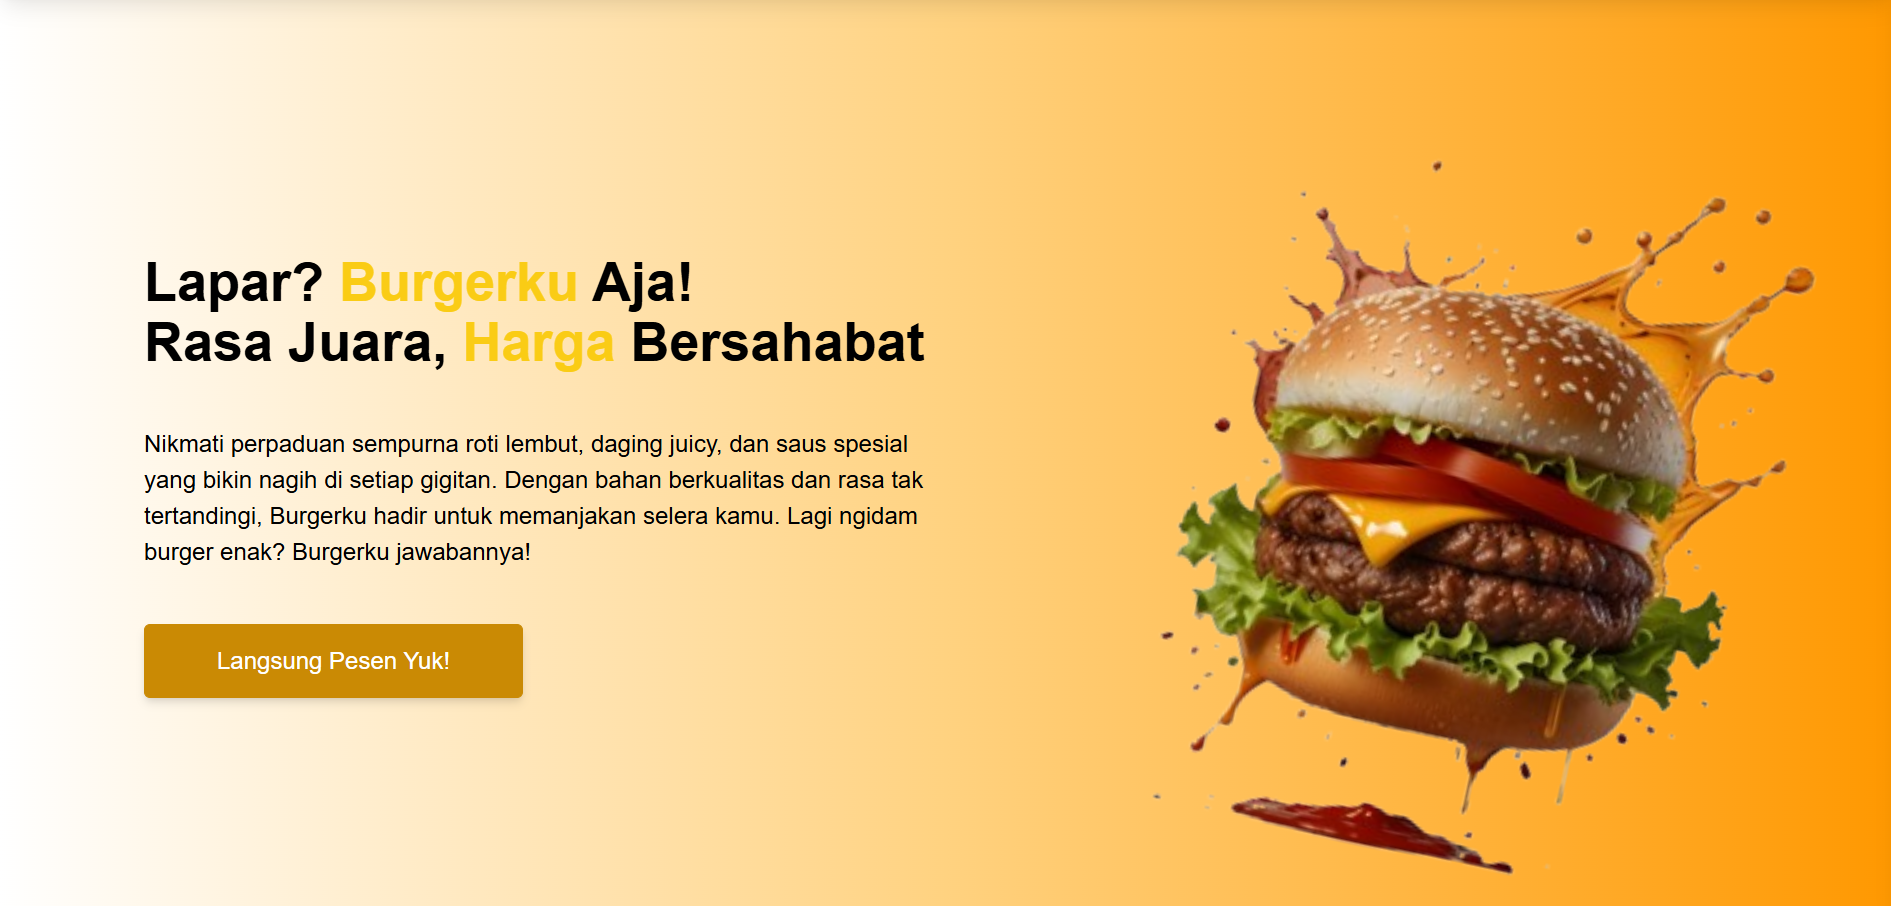 Lapar? Burgerku Aja!
Rasa Juara, Harga Bersahabat
Nikmati perpaduan sempurna roti lembut, daging juicy, dan saus spesial
yang bikin nagih di setiap gigitan. Dengan bahan berkualitas dan rasa tak
tertandingi, Burgerku hadir untuk memanjakan selera kamu. Lagi ngidam
burger enak? Burgerku jawabannya!
Langsung Pesen Yuk!